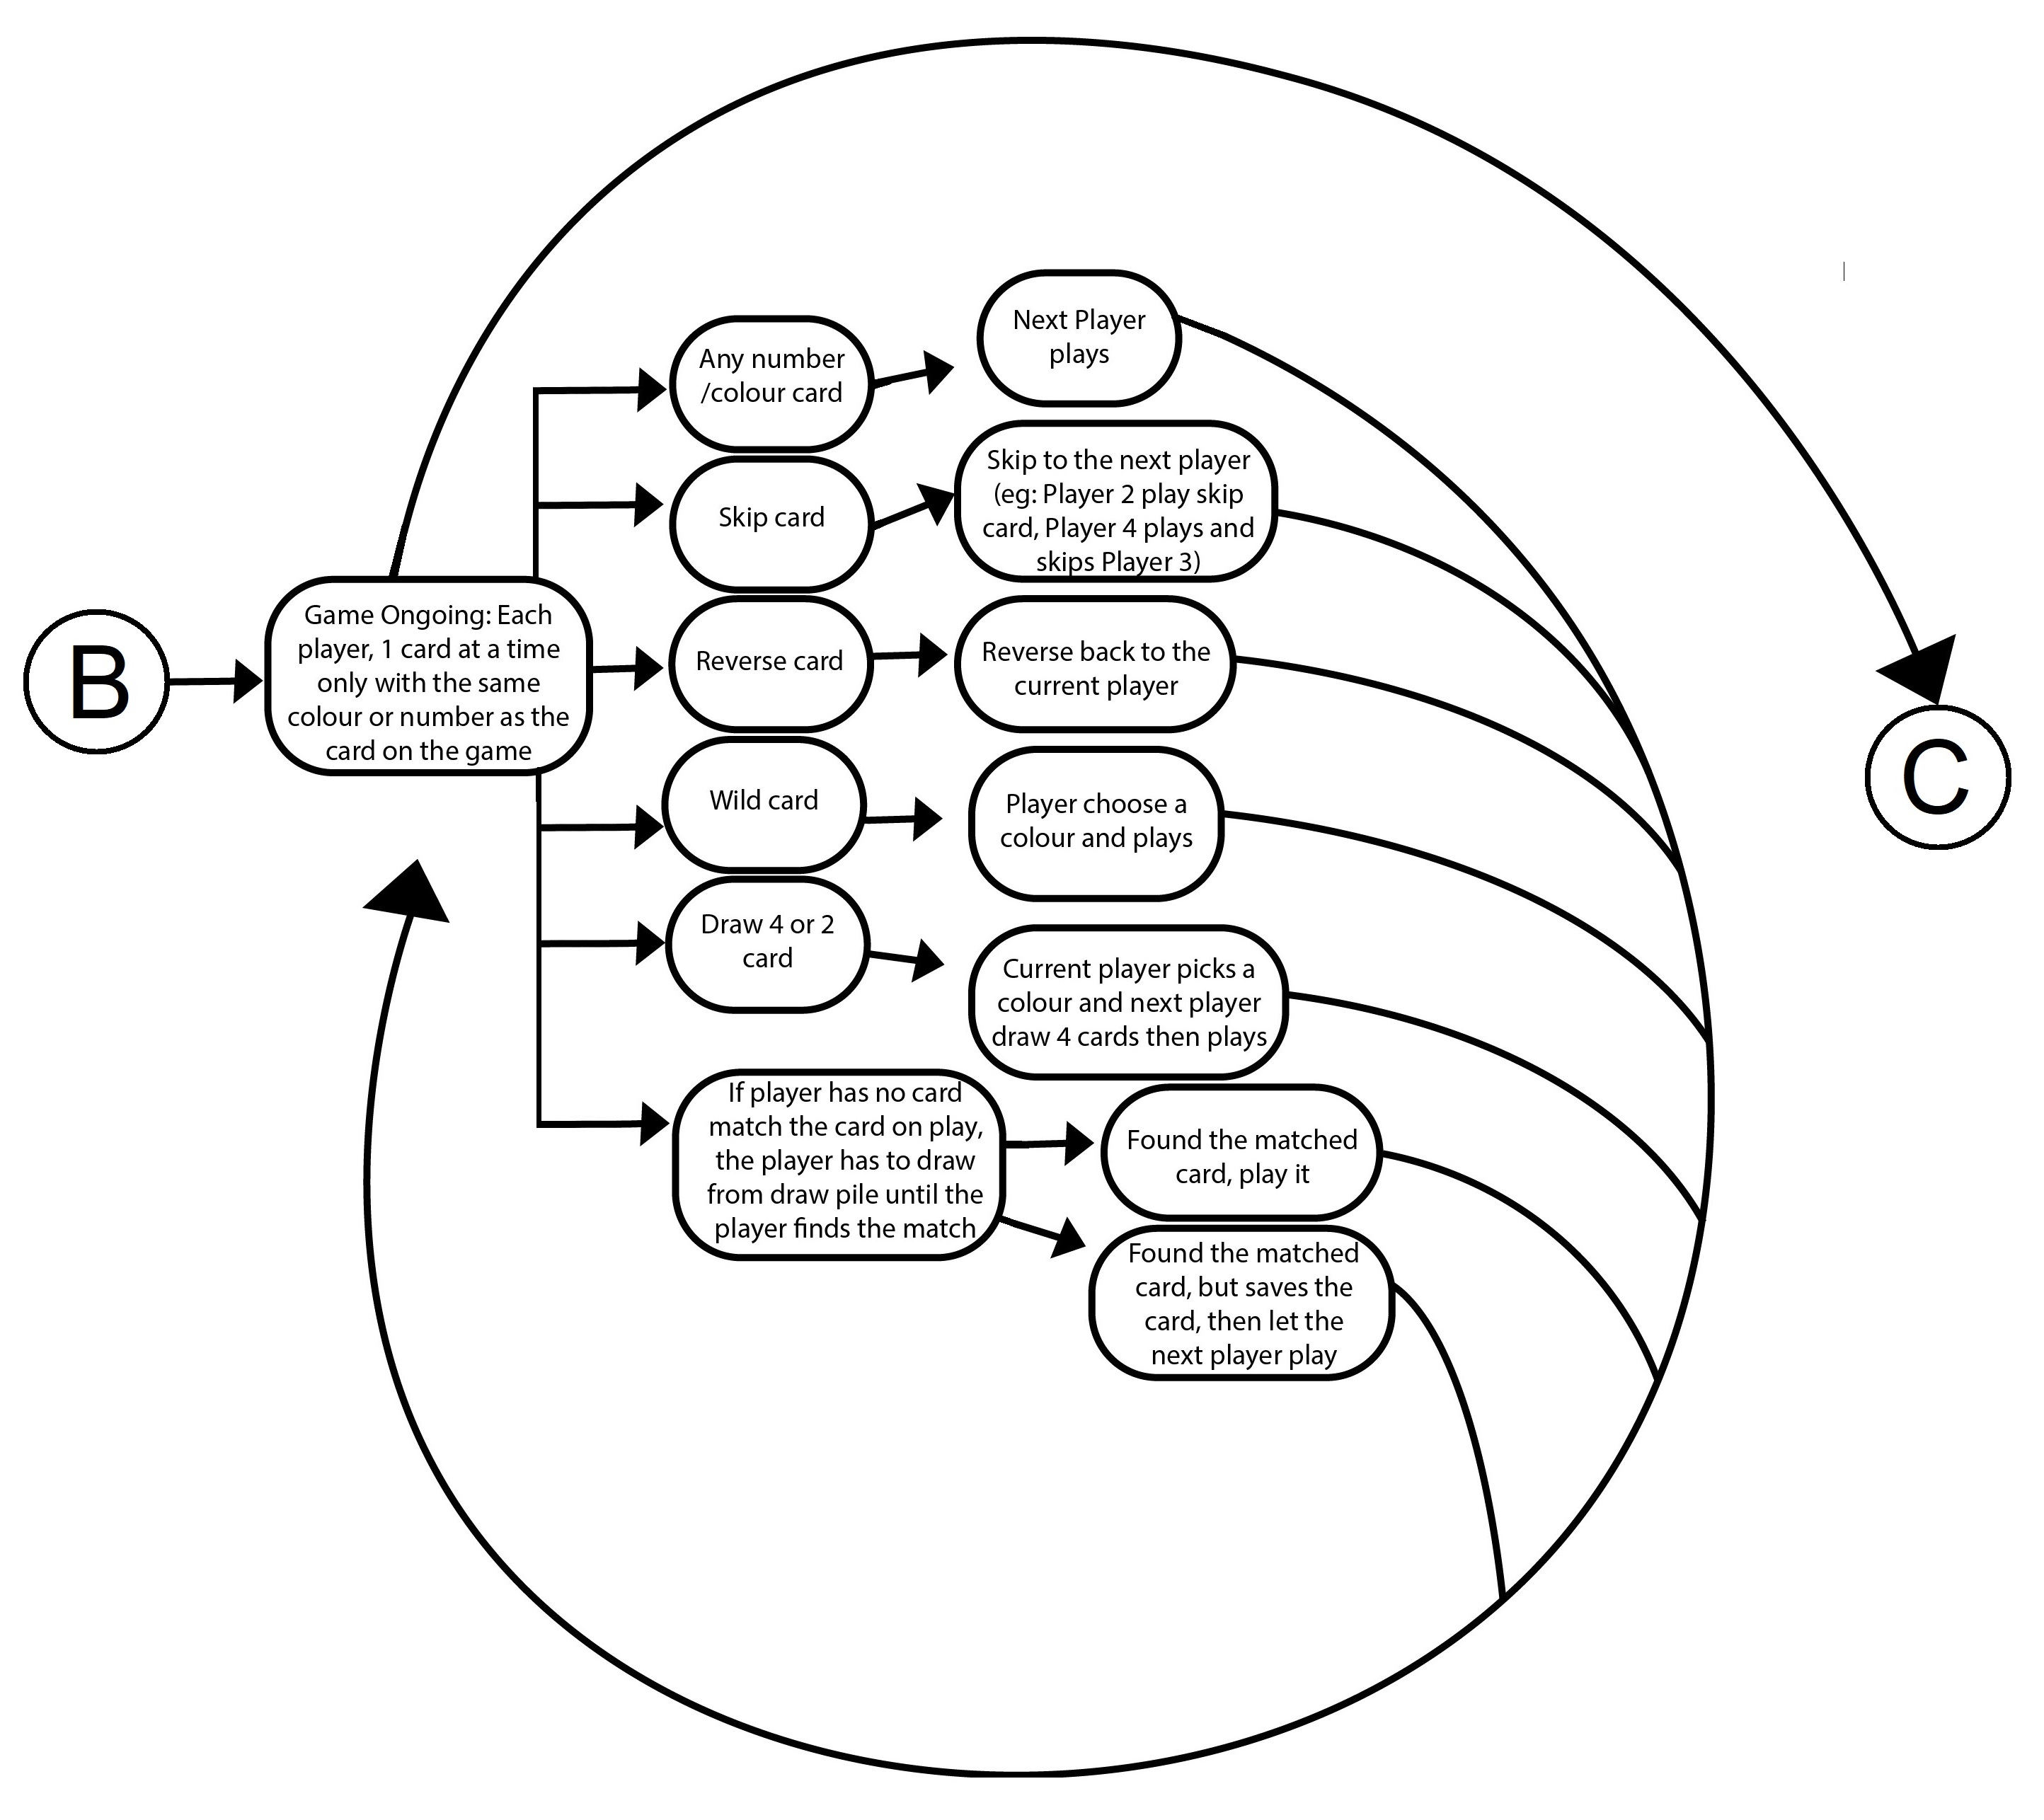 B
Game Ongoing: Each
player, 1 card at a time
only with the same
colour or number as the
card on the game
Any number
/colour card
Next Player
plays
Skip card
Skip to the next player
(eg: Player 2 play skip
card, Player 4 plays and
skips Player 3)
Reverse card
Reverse back to the
current player
Wild card
Player choose a
colour and plays
Draw 4 or 2
card
Current player picks a
colour and next player
draw 4 cards then plays
If player has no card
match the card on play,
the player has to draw
from draw pile until the
player finds the match
Found the matched
card, play it
Found the matched
card, but saves the
card, then let the
next player play
C